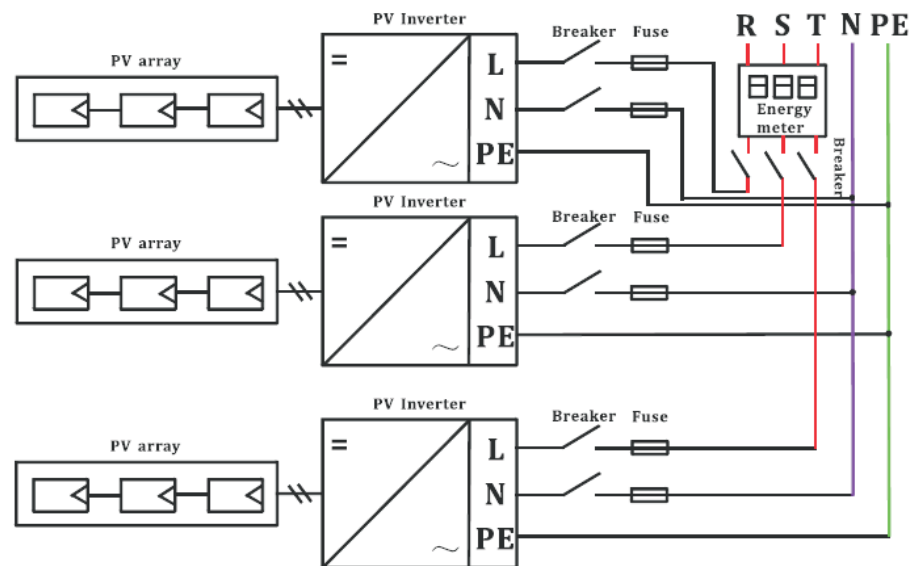 PV Inverter
R S T N PE
Breaker Fuse
PV array
L
Energy
meter
N
Breaker
PE
PV Inverter
Breaker Fuse
PV array
L
N
PE
PV Inverter
Breaker Fuse
PV array
L
N
PE